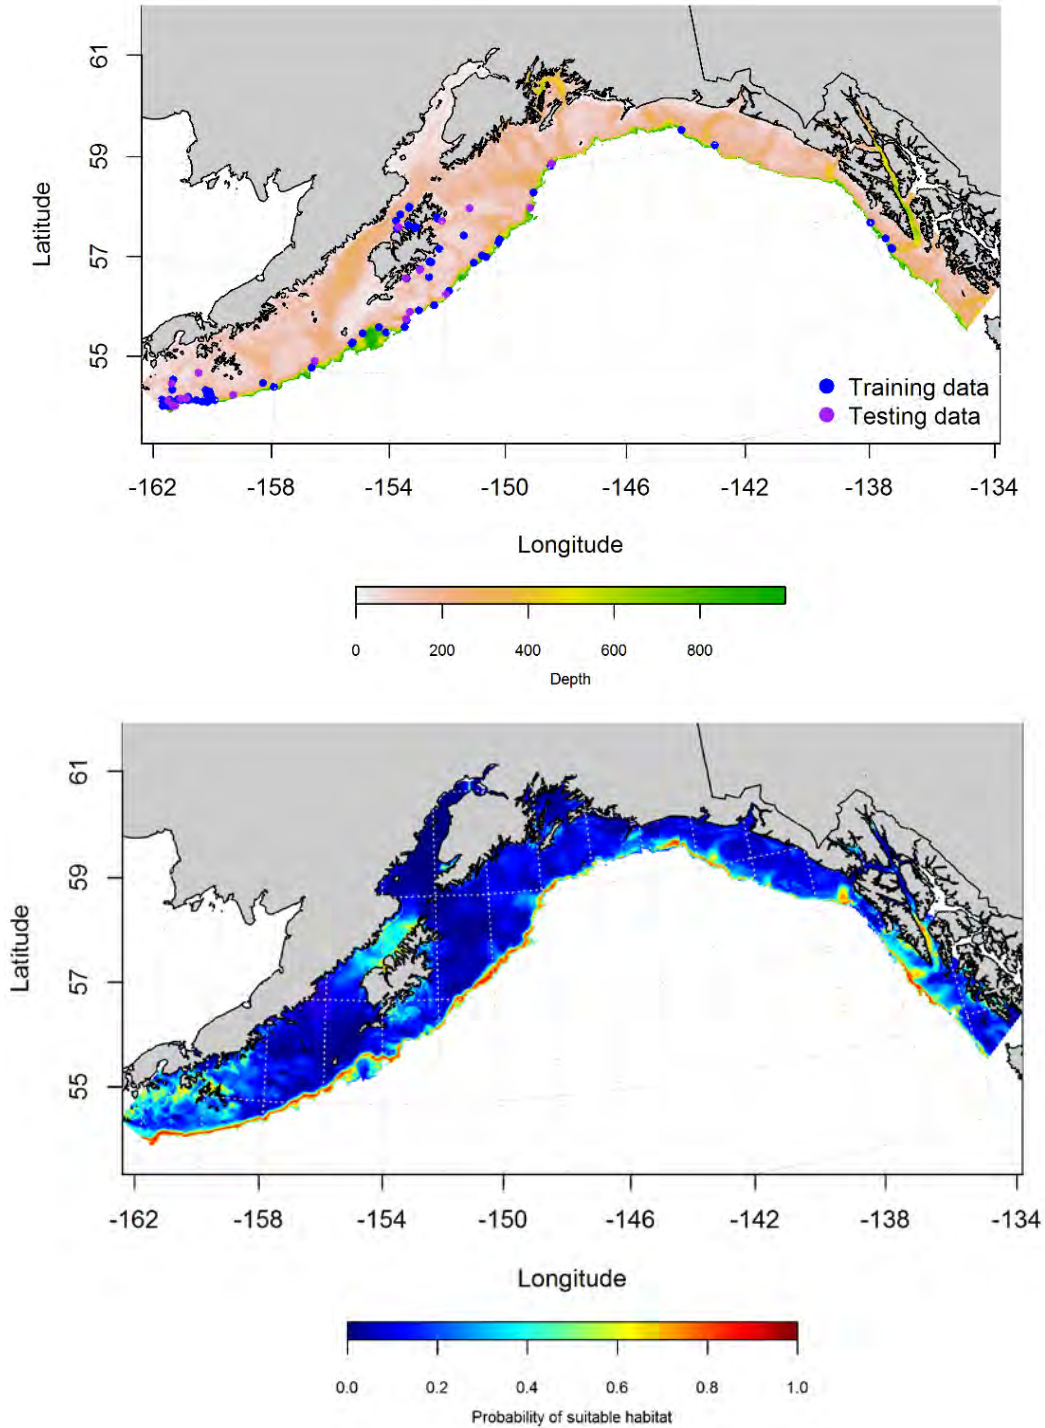 61
59
57
55
Latitude
Training data
Testing data
-162 -158 -154 -150 -146 -142 -138 -134
Longitude
0 200 400 600 800
Depth
61
59
57
55
Latitude
-162 -158 -154 -150 -146 -142 -138 -134
Longitude
0.0 0.2 0.4 0.6 0.8 1.0
Probability of suitable habitat